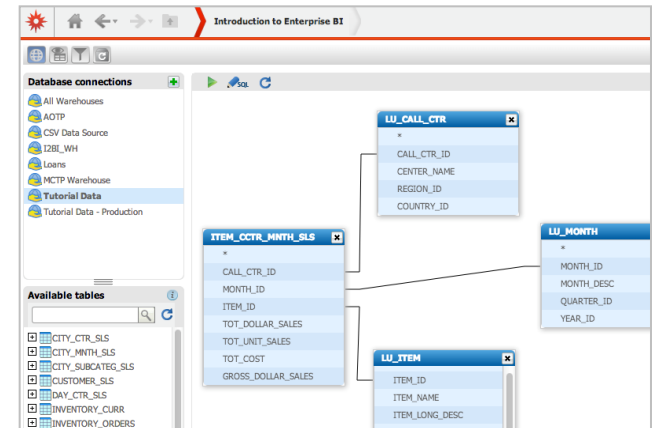 Introduction to Enterprise BI
Database connections
All Warehouses
AOTP
CSV Data Source
I2BI_WH
Loans
MCTP Warehouse
Tutorial Data
Tutorial Data - Production
Available tables
CITY_CTR_SLS
CITY_MNTH_SLS
CITY_SUBCATEG_SLS
CUSTOMER_SLS
DAY_CTR_SLS
INVENTORY_CURR
INVENTORY_ORDERS
SQL
LU_CALL_CTR
*
CALL_CTR_ID
CENTER_NAME
REGION_ID
COUNTRY_ID
ITEM_CCTR_MNTH_SLS
*
CALL_CTR_ID
MONTH_ID
ITEM_ID
TOT_DOLLAR_SALES
TOT_UNIT_SALES
TOT_COST
GROSS_DOLLAR_SALES
LU_MONTH
*
MONTH_ID
MONTH_DESC
QUARTER_ID
YEAR_ID
LU_ITEM
ITEM_ID
ITEM_NAME
ITEM_LONG_DESC